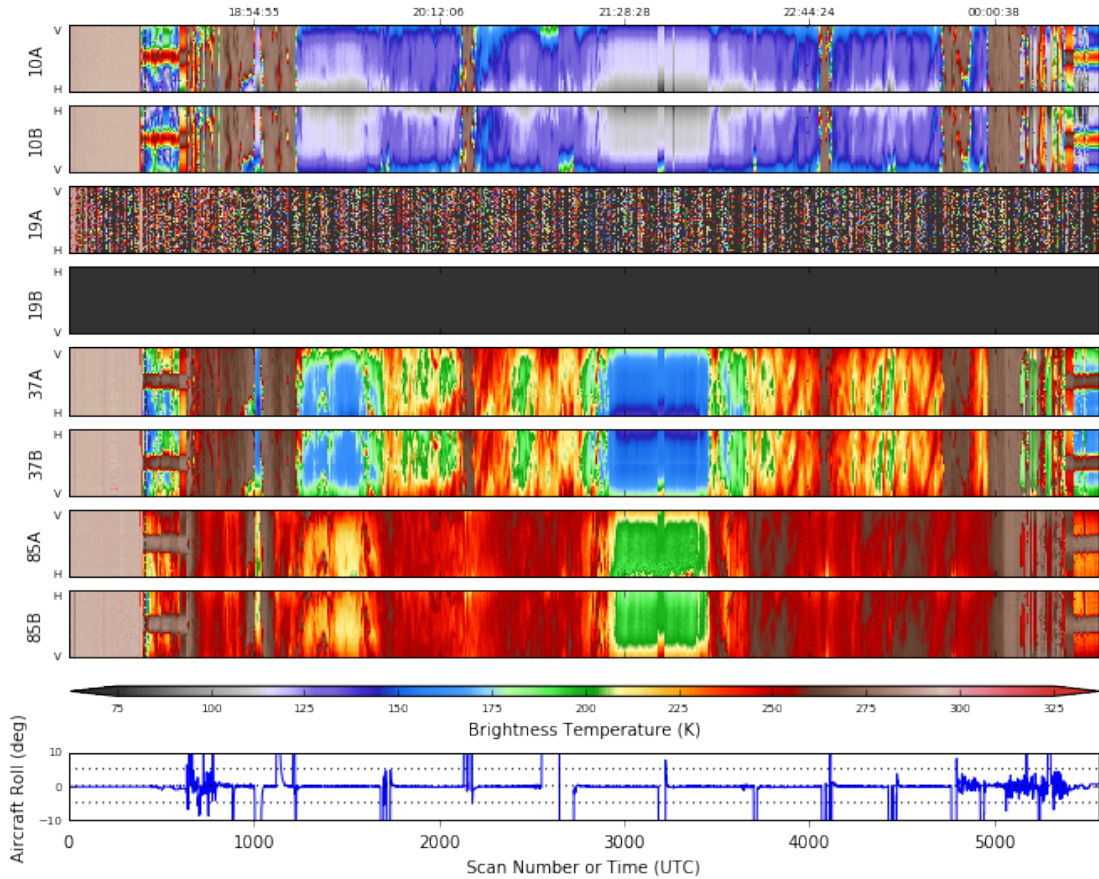 18:54:55 20:12:06 21:28:28 22:44:24 00:00:38
V
10A
H
H
10B
V
V
19A
H
H
19B
V
V
37A
H
H
37B
V
V
85A
H
H
85B
V
75 100 125 150 175 200 225 250 275 300 325
Brightness Temperature (K)
Aircraft Roll (deg)
10
5
0
−5
−10
0 1000 2000 3000 4000 5000
Scan Number or Time (UTC)